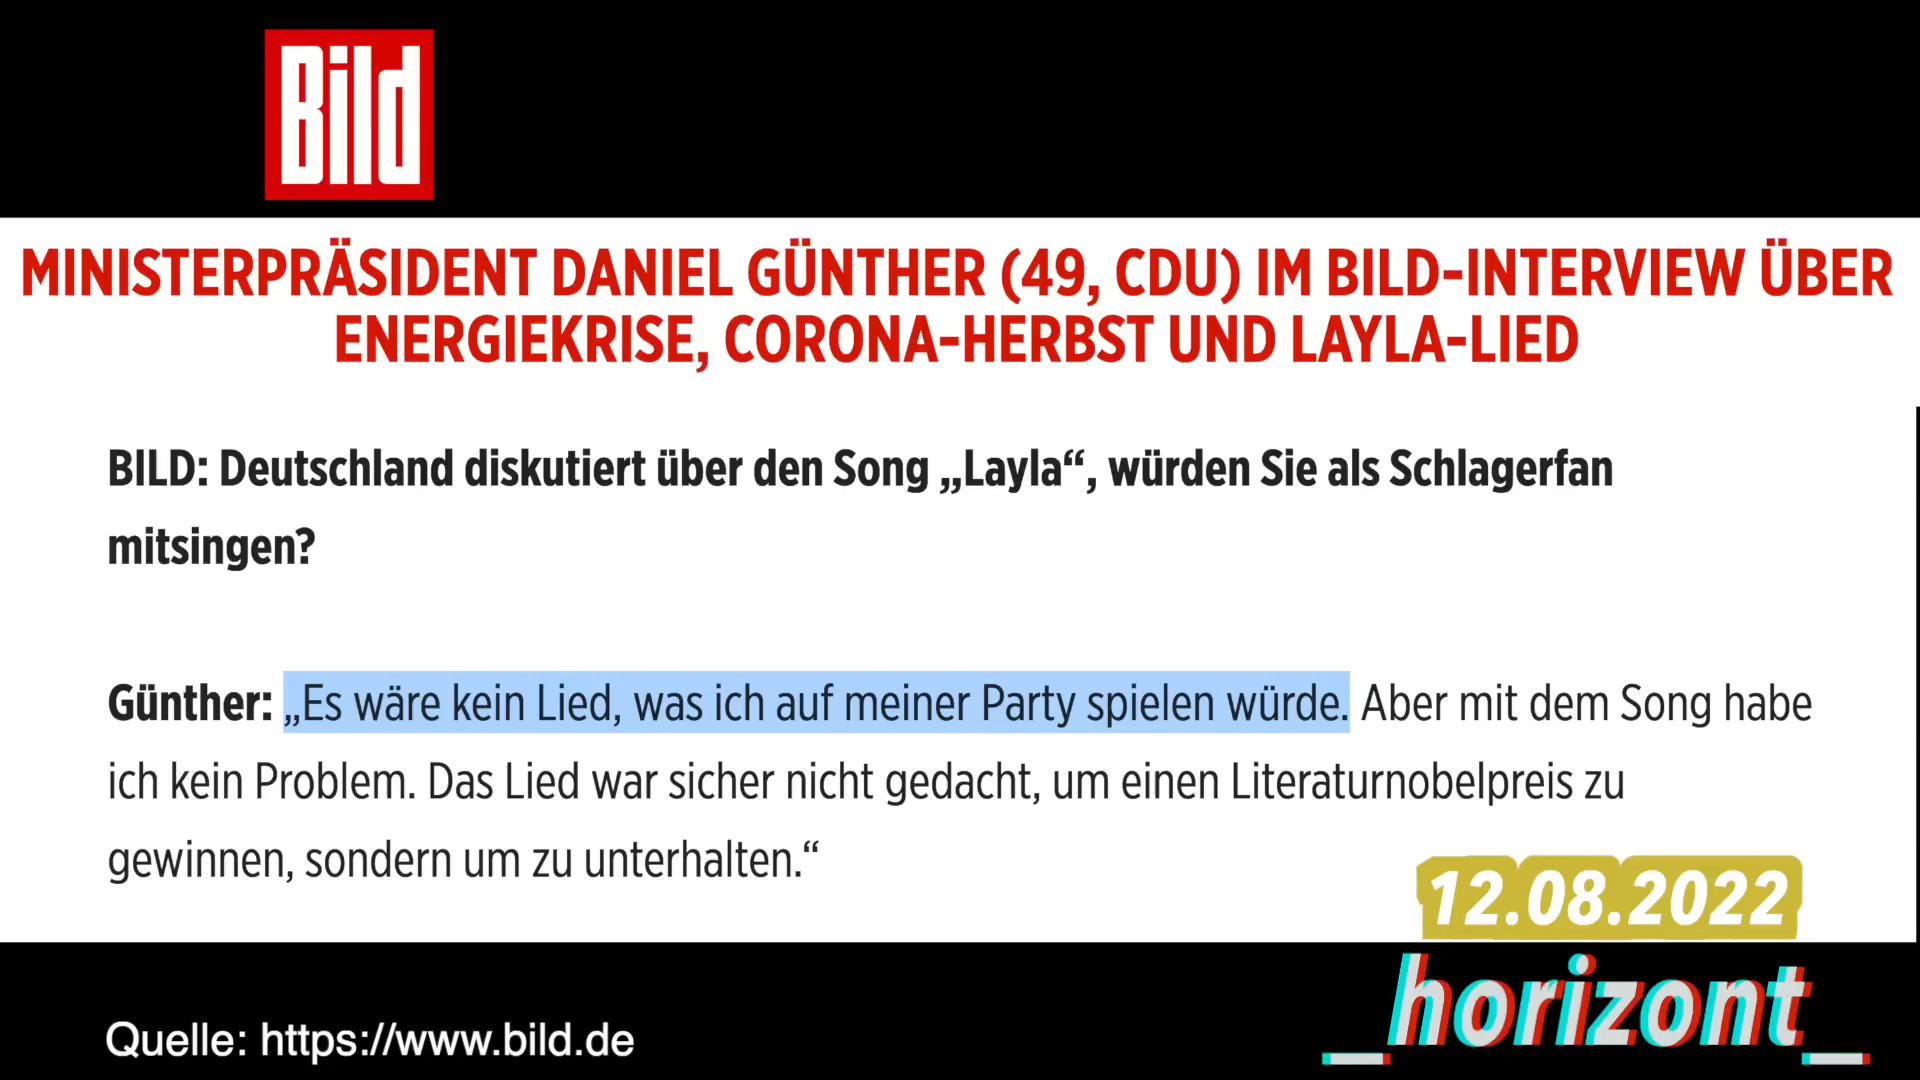 Bild
MINISTERPRÄSIDENT DANIEL GÜNTHER (49, CDU) IM BILD-INTERVIEW ÜBER
ENERGIEKRISE, CORONA-HERBST UND LAYLA-LIED
BILD: Deutschland diskutiert über den Song „Layla“, würden Sie als Schlagerfan
mitsingen?
Günther: „Es wäre kein Lied, was ich auf meiner Party spielen würde. Aber mit dem Song habe
ich kein Problem. Das Lied war sicher nicht gedacht, um einen Literaturnobelpreis zu
gewinnen, sondern um zu unterhalten.“
12.08.2022
_horizont_
Quelle: https://www.bild.de